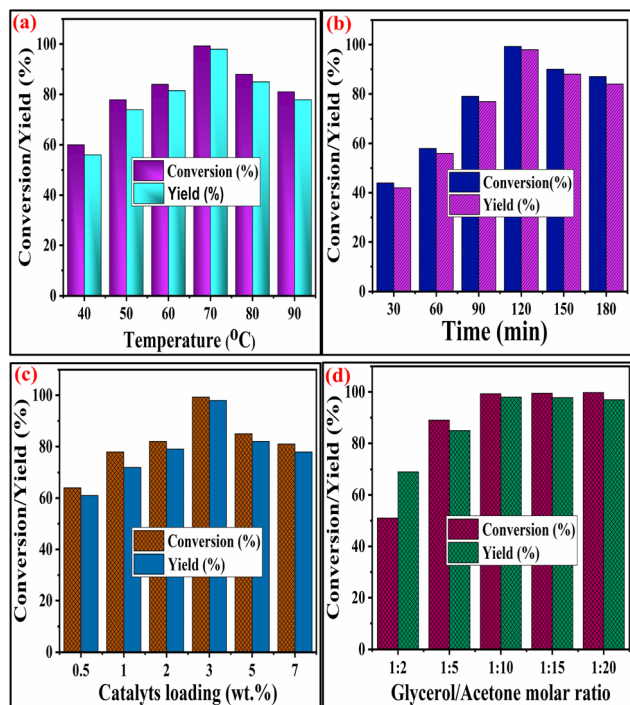 (a)
Conversion/Yield (%)
100
80
60
40
20
0
Conversion (%)
Yield (%)
40 50 60 70 80 90
Temperature (⁰C)
(b)
Conversion/Yield (%)
100
80
60
40
20
0
Conversion(%)
Yield (%)
30 60 90 120 150 180
Time (min)
(c)
Conversion/Yield (%)
100
80
60
40
20
0
Conversion (%)
Yield (%)
0.5 1 2 3 5 7
Catalyts loading (wt.%)
(d)
Conversion/Yield (%)
100
80
60
40
20
0
Conversion (%)
Yield (%)
1:2 1:5 1:10 1:15 1:20
Glycerol/Acetone molar ratio